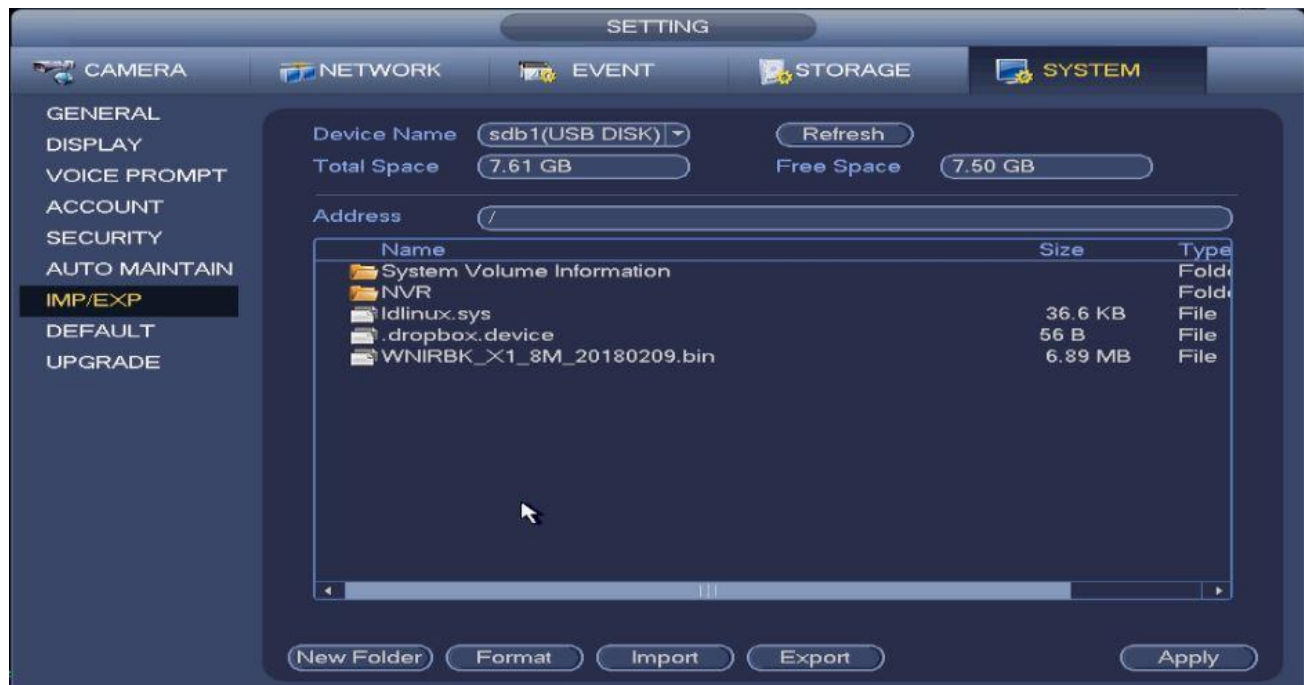 SETTING
CAMERA NETWORK EVENT STORAGE SYSTEM
GENERAL
DISPLAY
VOICE PROMPT
ACCOUNT
SECURITY
AUTO MAINTAIN
IMP/EXP
DEFAULT
UPGRADE
Device Name sdb1(USB DISK) Refresh
Total Space 7.61 GB Free Space 7.50 GB
Address /
Name Size Type
System Volume Information Folde
NVR Folde
ldlinux.sys 36.6 KB File
.dropbox.device 56 B File
WNIRBK_X1_8M_20180209.bin 6.89 MB File
New Folder Format Import Export Apply